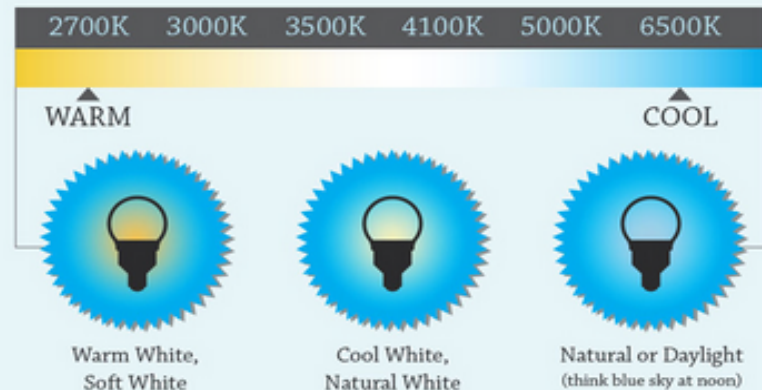 2700K 3000K 3500K 4100K 5000K 6500K
WARM COOL
Warm White,
Soft White
Cool White,
Natural White
Natural or Daylight
(think blue sky at noon)